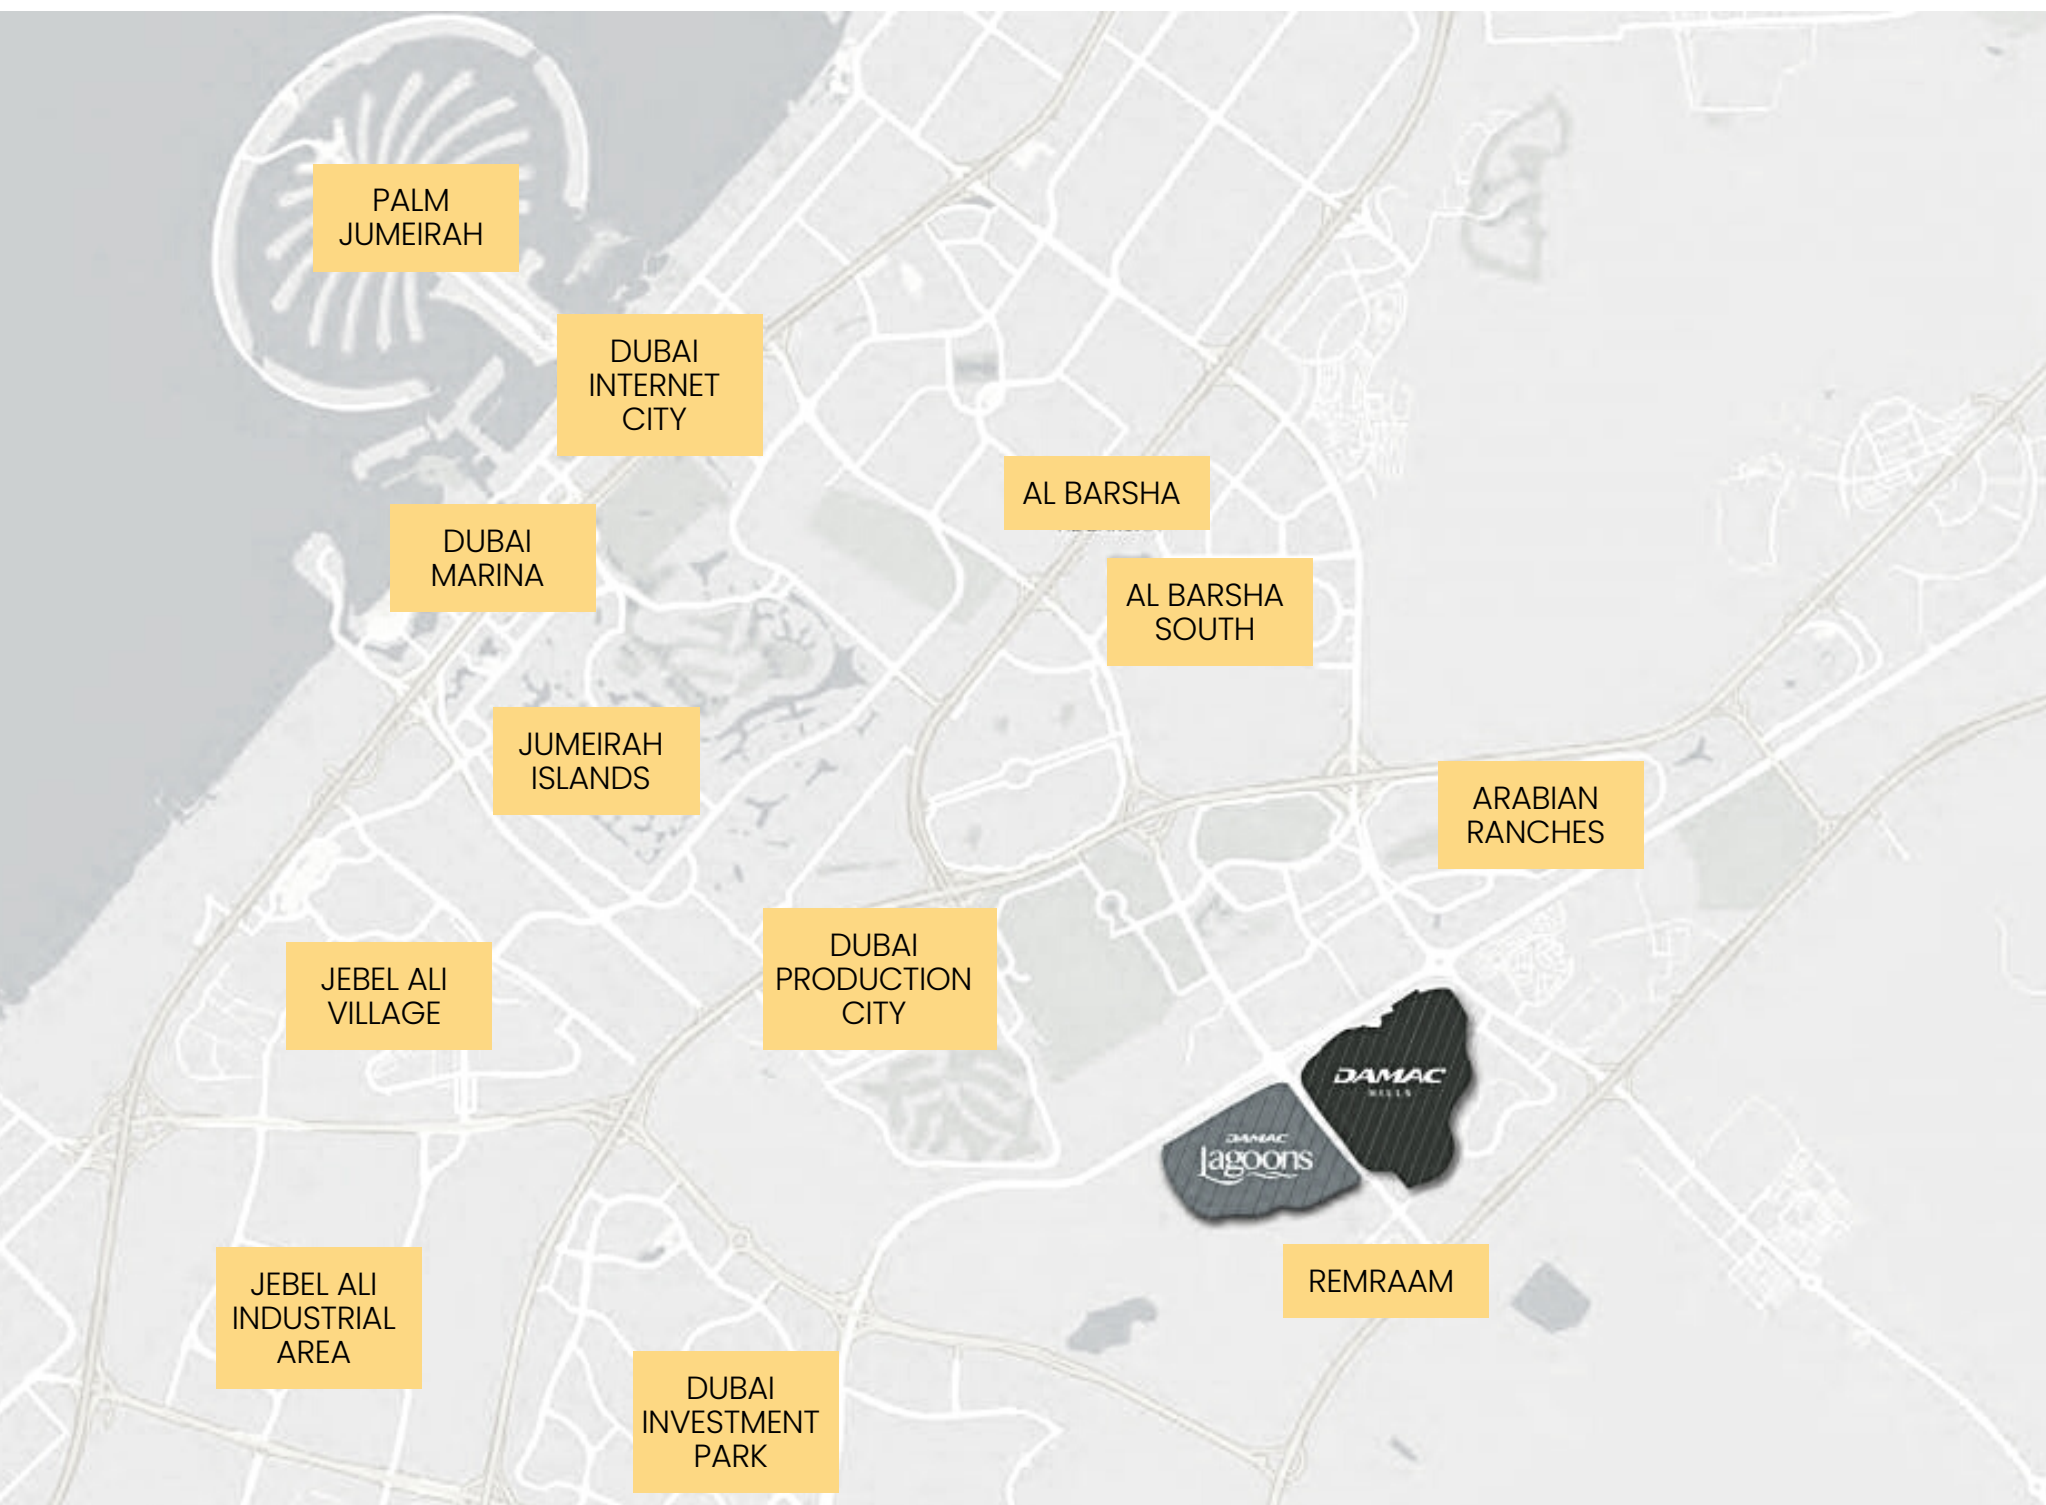 PALM
JUMEIRAH
DUBAI
INTERNET
CITY
AL BARSHA
DUBAI
MARINA
AL BARSHA
SOUTH
JUMEIRAH
ISLANDS
ARABIAN
RANCHES
DUBAI
PRODUCTION
CITY
JEBEL ALI
VILLAGE
DAMAC
HILLS
DAMAC
Lagoons
REMRAAM
JEBEL ALI
INDUSTRIAL
AREA
DUBAI
INVESTMENT
PARK